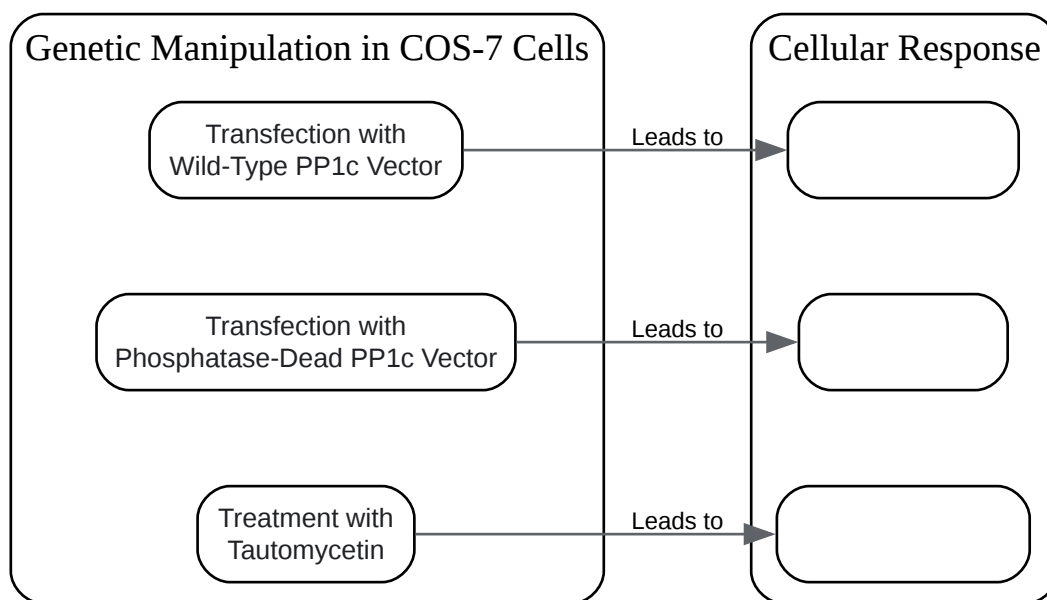 Genetic Manipulation in COS-7 Cells
Cellular Response
Transfection with
Wild-Type PP1c Vector
Leads to
Transfection with
Phosphatase-Dead PP1c Vector
Leads to
Treatment with
Tautomycetin
Leads to